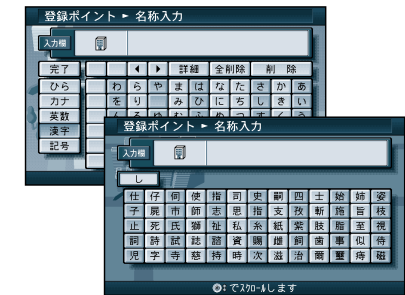 登録ポイント ► 名称入力
入力欄
完了 ◀ ▶ 詳細 全削除 削 除
ひら わ ら や ま は な た さ か あ
カナ を り み ひ に ち し き い
英数
漢字
記号
登録ポイント ► 名称入力
入力欄
し
仕 仔 伺 使 指 司 史 嗣 四 士 始 姉 姿
子 屍 市 師 志 思 指 支 孜 斯 施 旨 枝
止 死 氏 獅 祉 私 糸 紙 紫 肢 脂 至 視
詞 詩 試 誌 諮 資 賜 雌 飼 歯 事 似 侍
児 字 寺 慈 持 時 次 滋 治 爾 璽 痔 磁
◎：でスクロールします